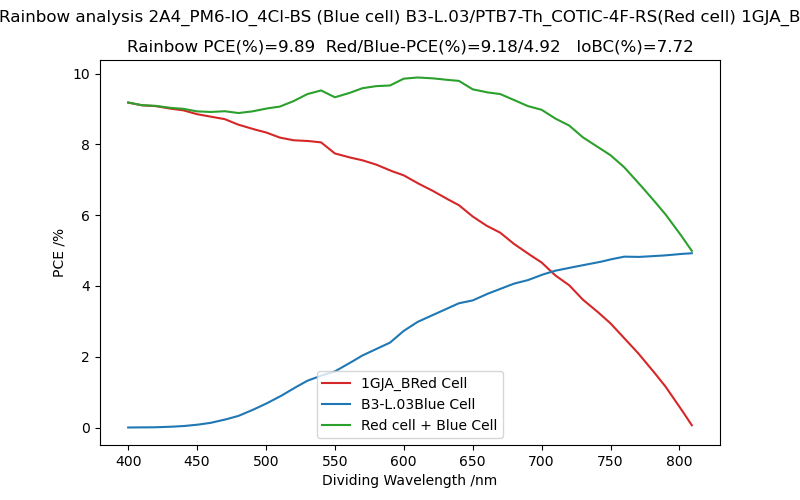 Rainbow analysis 2A4_PM6-IO_4Cl-BS (Blue cell) B3-L.03/PTB7-Th_COTIC-4F-RS(Red cell) 1GJA_B
Rainbow PCE(%)=9.89  Red/Blue-PCE(%)=9.18/4.92   IoBC(%)=7.72
PCE /%
10
8
6
4
2
0
1GJA_BRed Cell
B3-L.03Blue Cell
Red cell + Blue Cell
400 450 500 550 600 650 700 750 800
Dividing Wavelength /nm